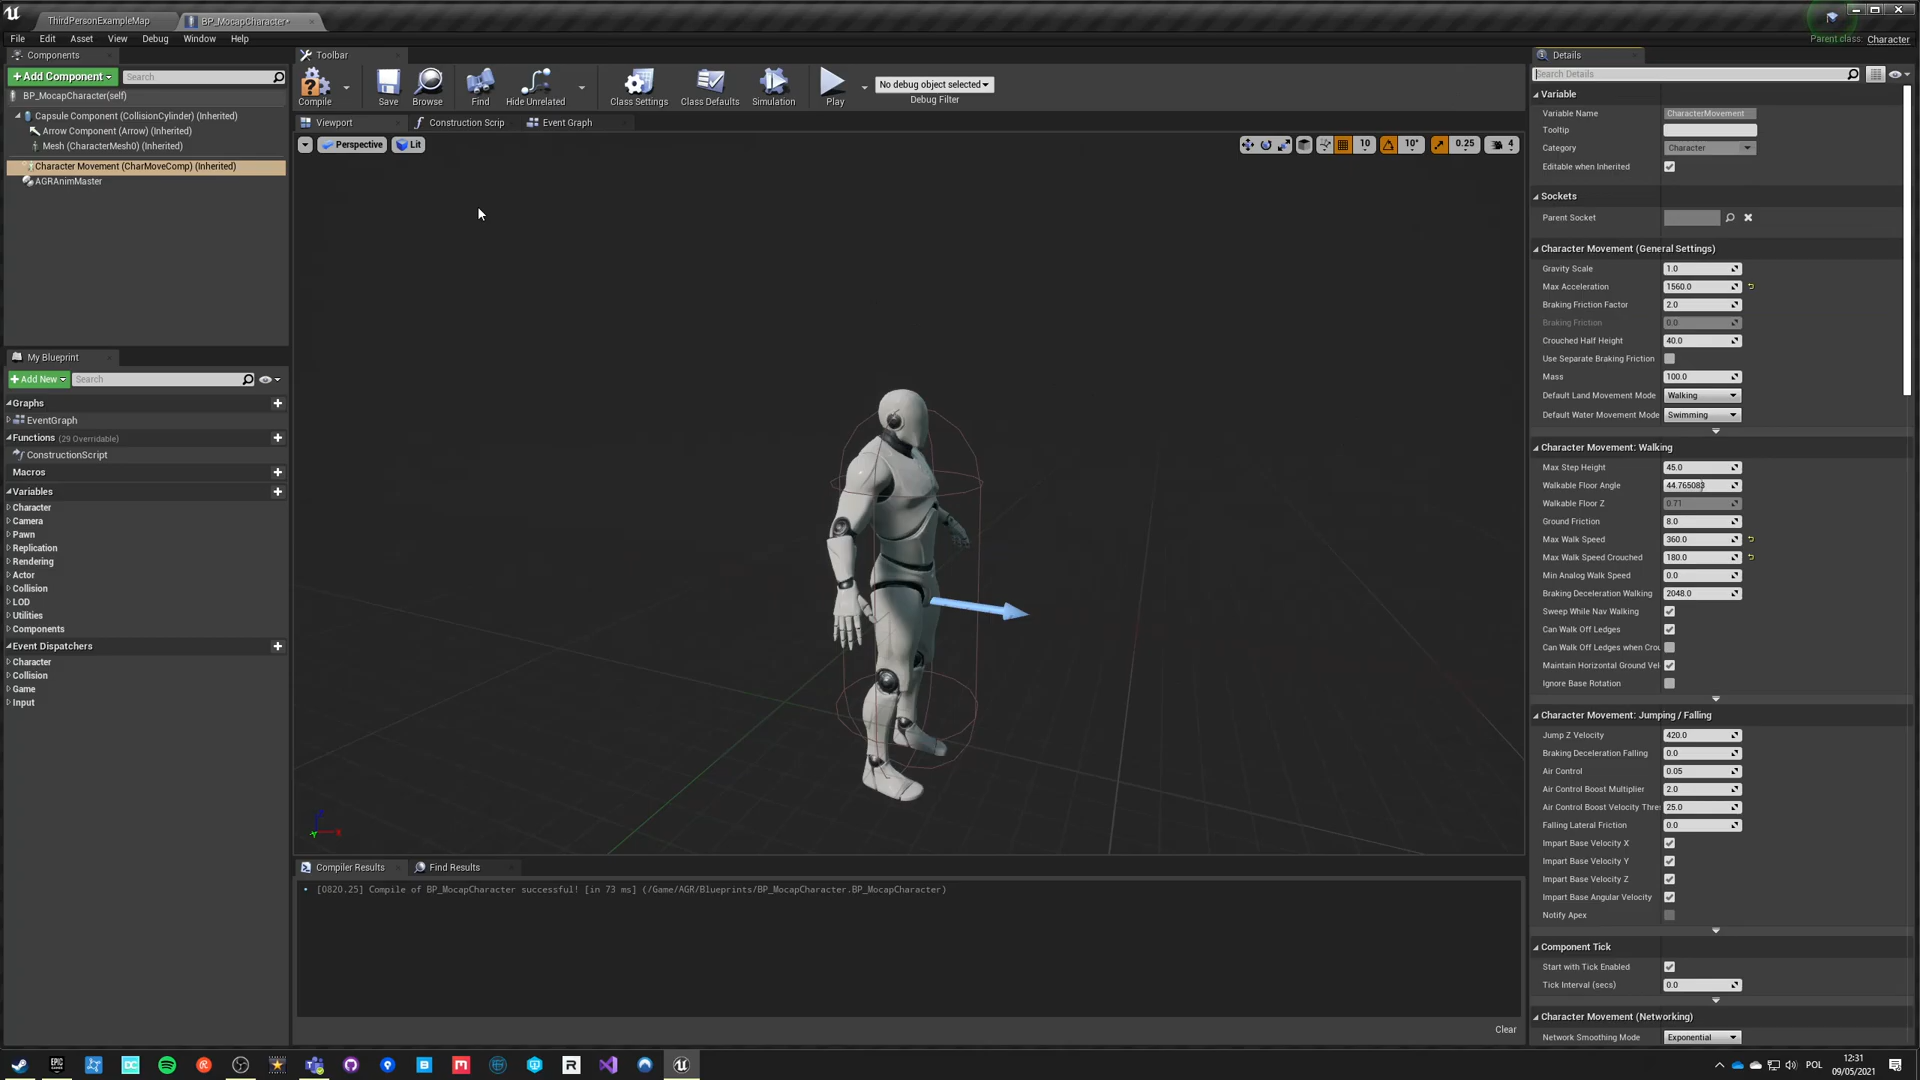 ThirdPersonExampleMap
BP_MocapCharacter*
File Edit Asset View Debug Window Help
Parent class: Character
Components
Add Component
Search
BP_MocapCharacter(self)
Capsule Component (CollisionCylinder) (Inherited)
Arrow Component (Arrow) (Inherited)
Mesh (CharacterMesh0) (Inherited)
Character Movement (CharMoveComp) (Inherited)
AGRAnimMaster
My Blueprint
Add New
Search
Graphs
EventGraph
Functions (29 Overridable)
ConstructionScript
Macros
Variables
Character
Camera
Pawn
Replication
Rendering
Actor
Collision
LOD
Utilities
Components
Event Dispatchers
Character
Collision
Game
Input
Toolbar
Compile
Save
Browse
Find
Hide Unrelated
Class Settings
Class Defaults
Simulation
Play
No debug object selected
Debug Filter
Viewport
Construction Scrip
Event Graph
Perspective
Lit
10
10°
0.25
4
Compiler Results
Find Results
[0820.25] Compile of BP_MocapCharacter successful! [in 73 ms] (/Game/AGR/Blueprints/BP_MocapCharacter.BP_MocapCharacter)
Clear
Details
Search Details
Variable
Variable Name CharacterMovement
Tooltip
Category Character
Editable when Inherited
Sockets
Parent Socket
Character Movement (General Settings)
Gravity Scale 1.0
Max Acceleration 1560.0
Braking Friction Factor 2.0
Braking Friction 0.0
Crouched Half Height 40.0
Use Separate Braking Friction
Mass 100.0
Default Land Movement Mode Walking
Default Water Movement Mode Swimming
Character Movement: Walking
Max Step Height 45.0
Walkable Floor Angle 44.765083
Walkable Floor Z 0.71
Ground Friction 8.0
Max Walk Speed 360.0
Max Walk Speed Crouched 180.0
Min Analog Walk Speed 0.0
Braking Deceleration Walking 2048.0
Sweep While Nav Walking
Can Walk Off Ledges
Can Walk Off Ledges when Crou
Maintain Horizontal Ground Vel
Ignore Base Rotation
Character Movement: Jumping / Falling
Jump Z Velocity 420.0
Braking Deceleration Falling 0.0
Air Control 0.05
Air Control Boost Multiplier 2.0
Air Control Boost Velocity Thre 25.0
Falling Lateral Friction 0.0
Impart Base Velocity X
Impart Base Velocity Y
Impart Base Velocity Z
Impart Base Angular Velocity
Notify Apex
Component Tick
Start with Tick Enabled
Tick Interval (secs) 0.0
Character Movement (Networking)
Network Smoothing Mode Exponential
POL
12:31
09/05/2021